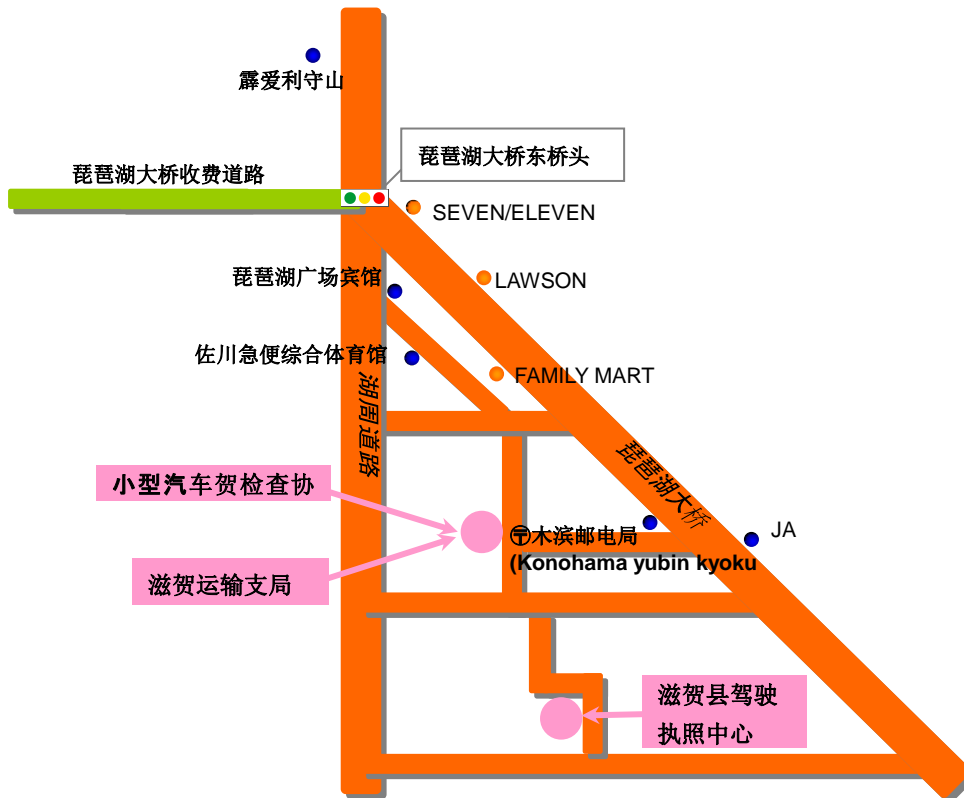 霹爱利守山
琵琶湖大桥东桥头
琵琶湖大桥收费道路
SEVEN/ELEVEN
琵琶湖广场宾馆
LAWSON
佐川急便综合体育馆
FAMILY MART
湖周道路
琵琶湖大桥
小型汽车贺检查协
JA
〶木滨邮电局
(Konohama yubin kyoku
滋贺运输支局
滋贺县驾驶
执照中心